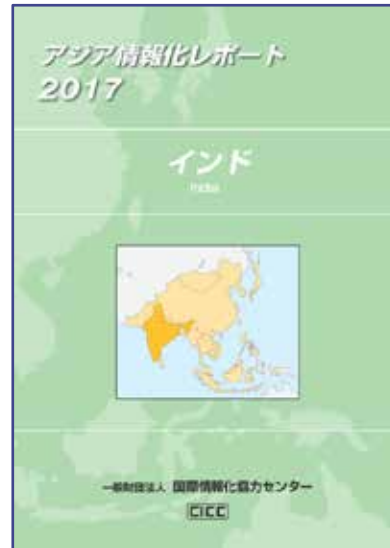 アジア情報化レポート
2017
インド
India
一般財団法人 国際情報化協力センター
CICC